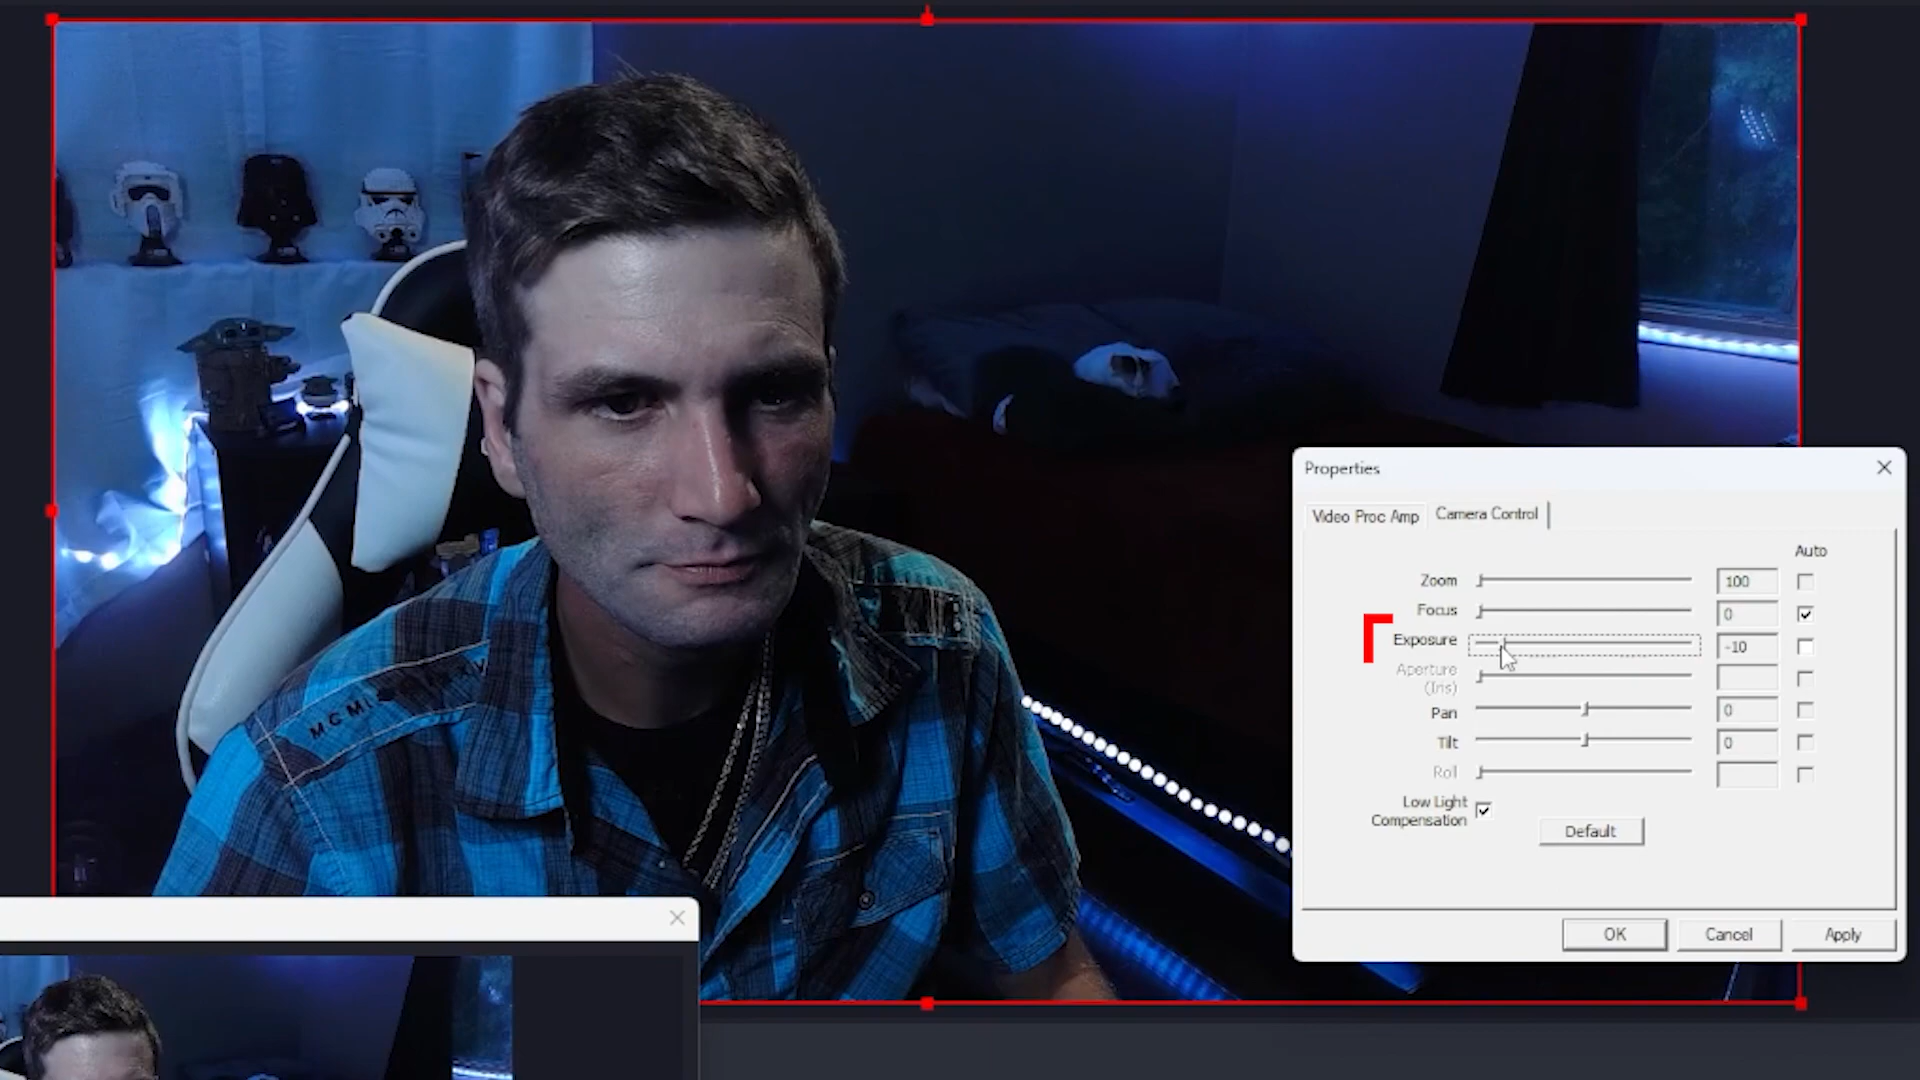 Properties
Video Proc Amp
Camera Control
Auto
Zoom
100
Focus
0
Exposure
-10
Aperture
(Iris)
Pan
0
Tilt
0
Roll
Low Light
Compensation
Default
OK
Cancel
Apply